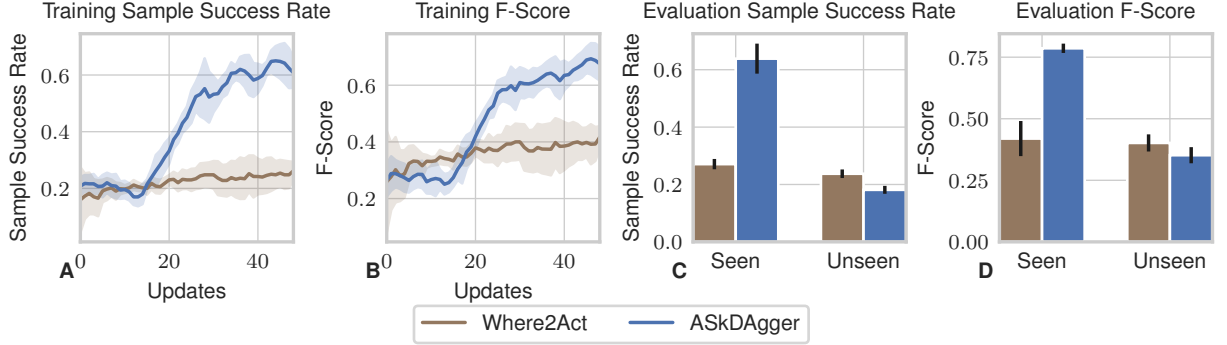 Training Sample Success Rate
Sample Success Rate
0.6
0.4
0.2
0 20 40
A
Updates
Training F-Score
F-Score
0.6
0.4
0.2
0 20 40
B
Updates
Evaluation Sample Success Rate
Sample Success Rate
0.6
0.4
0.2
0.0
C
Seen Unseen
Evaluation F-Score
F-Score
0.75
0.50
0.25
0.00
D
Seen Unseen
Where2Act ASkDAgger